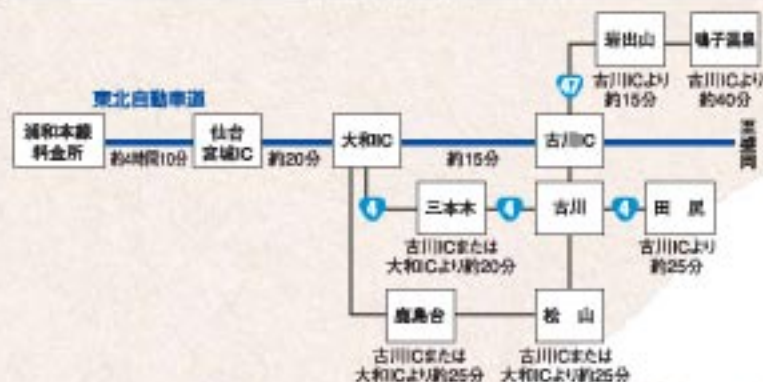 岩出山
鳴子温泉
47
古川ICより
約15分
古川ICより
約40分
東北自動車道
浦和本線
料金所
約4時間10分
仙台
宮城IC
約20分
大和IC
約15分
古川IC
至盛岡
4
三本木
4
古川
4
田 尻
古川ICまたは
大和ICより約20分
古川ICより
約25分
鹿島台
松 山
古川ICまたは
大和ICより約25分
古川ICまたは
大和ICより約25分